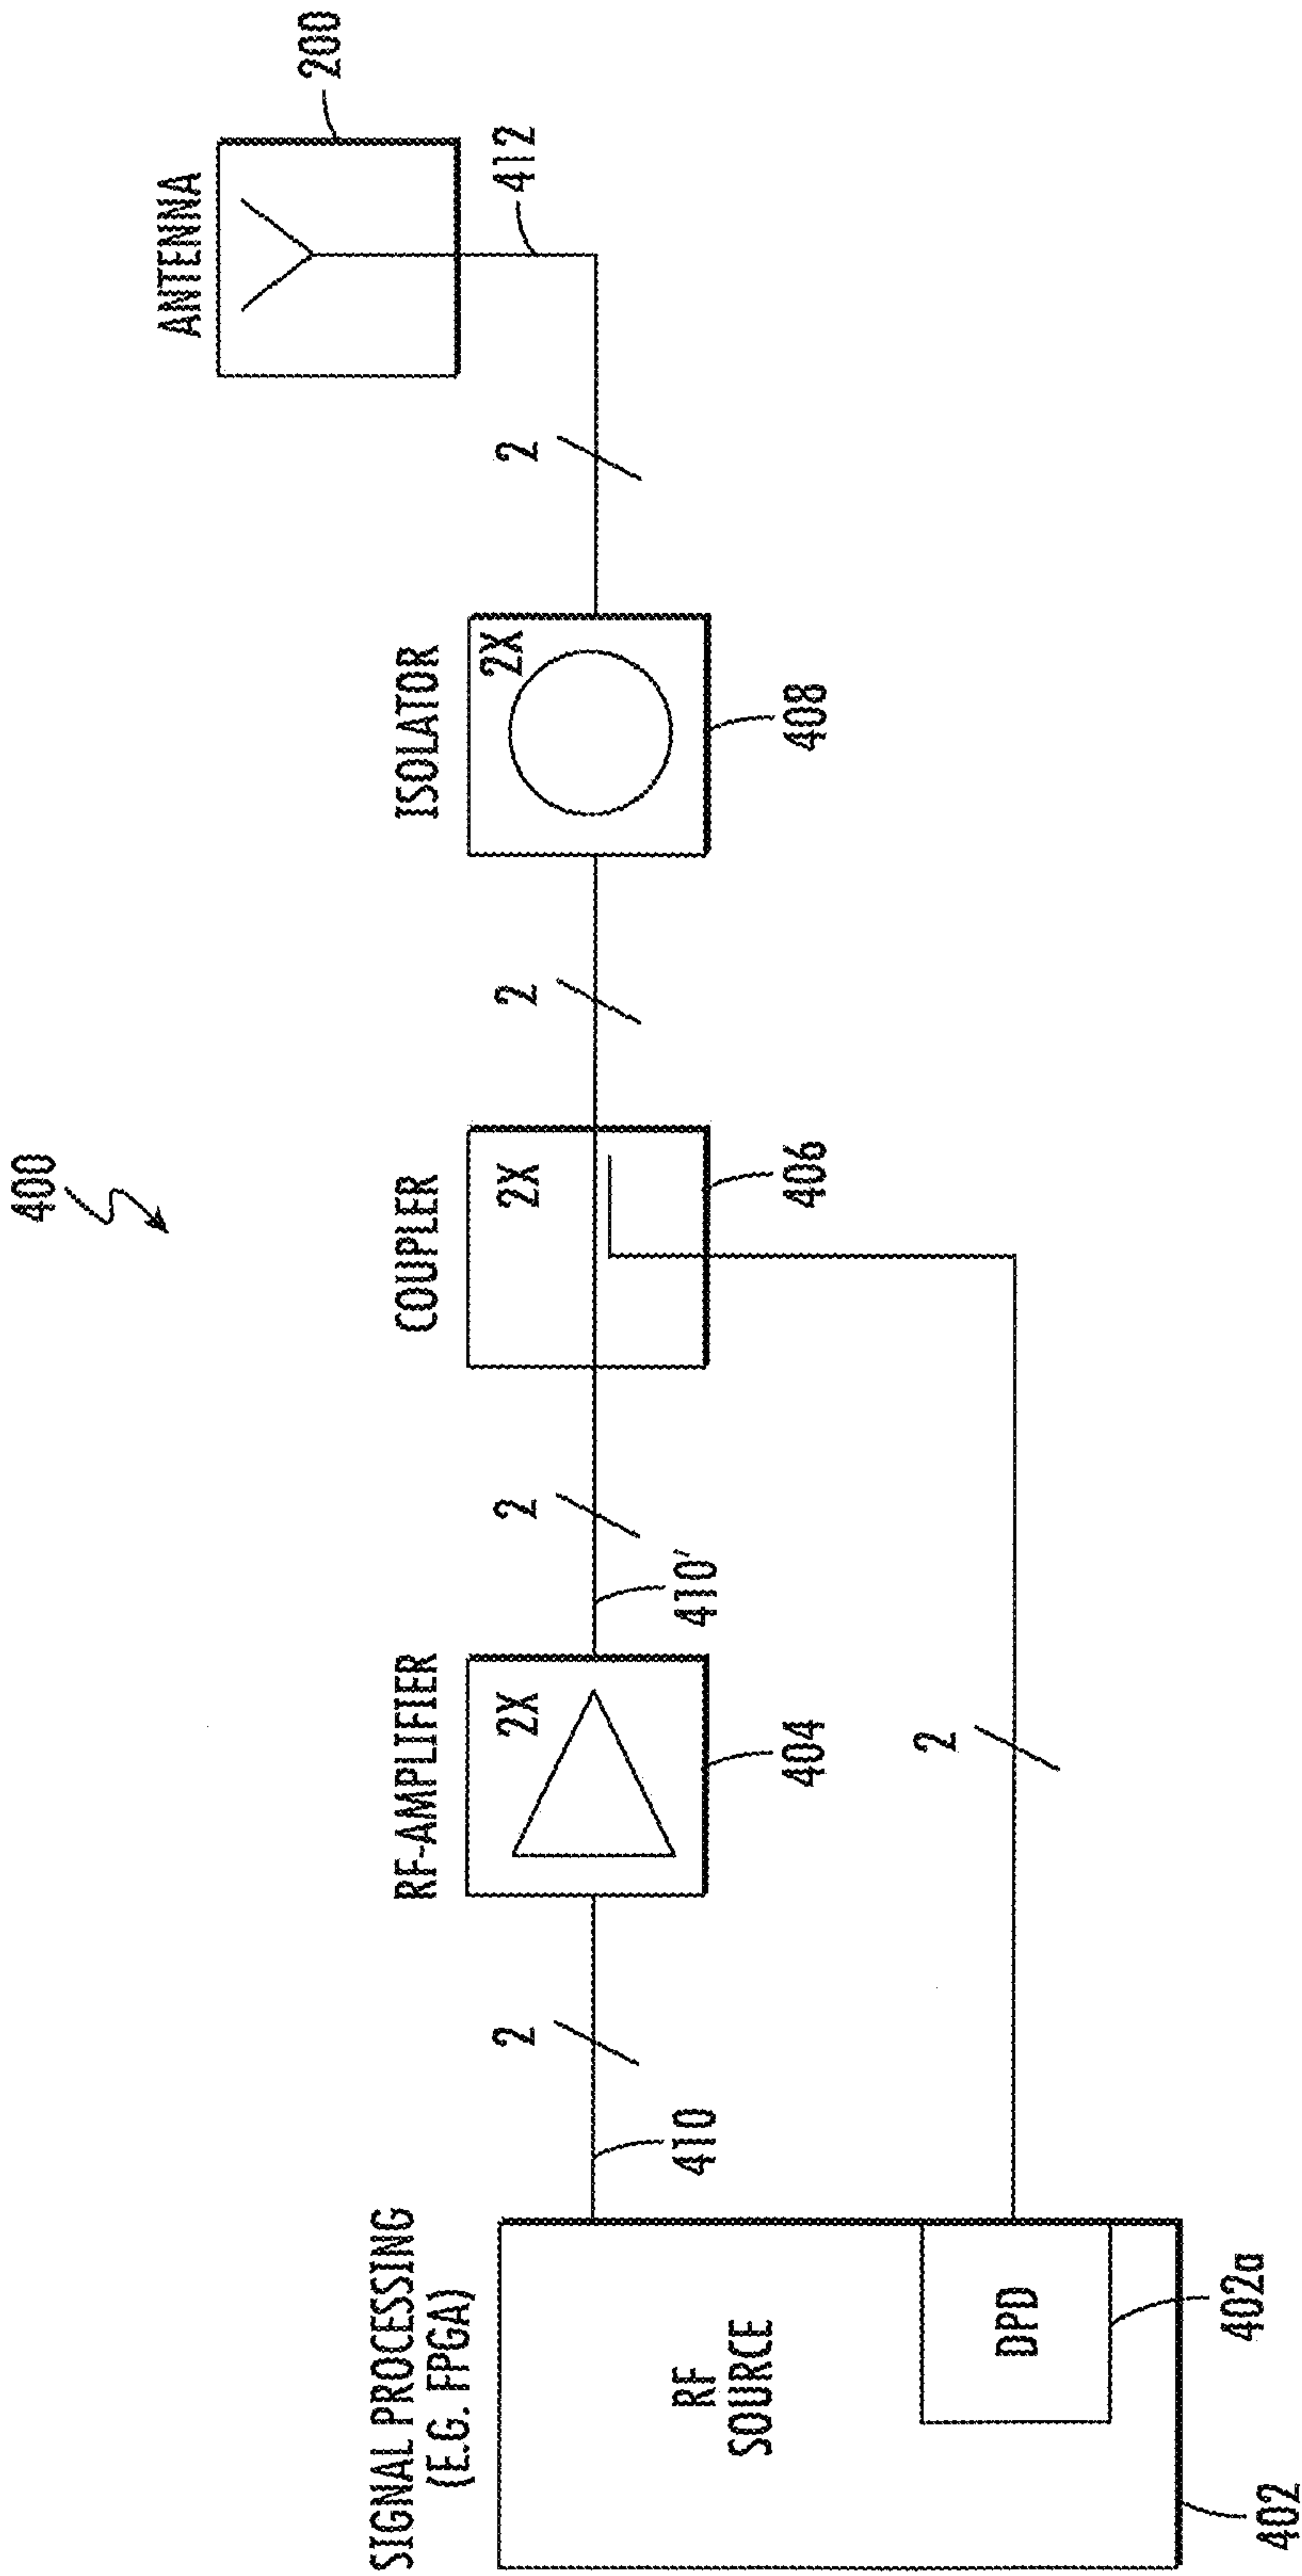 400
ANTENNA
200
412
2
ISOLATOR
2X
408
2
COUPLER
2X
406
2
410'
RF-AMPLIFIER
2X
404
2
2
410
SIGNAL PROCESSING
(E.G. FPGA)
RF
SOURCE
DPD
402a
402